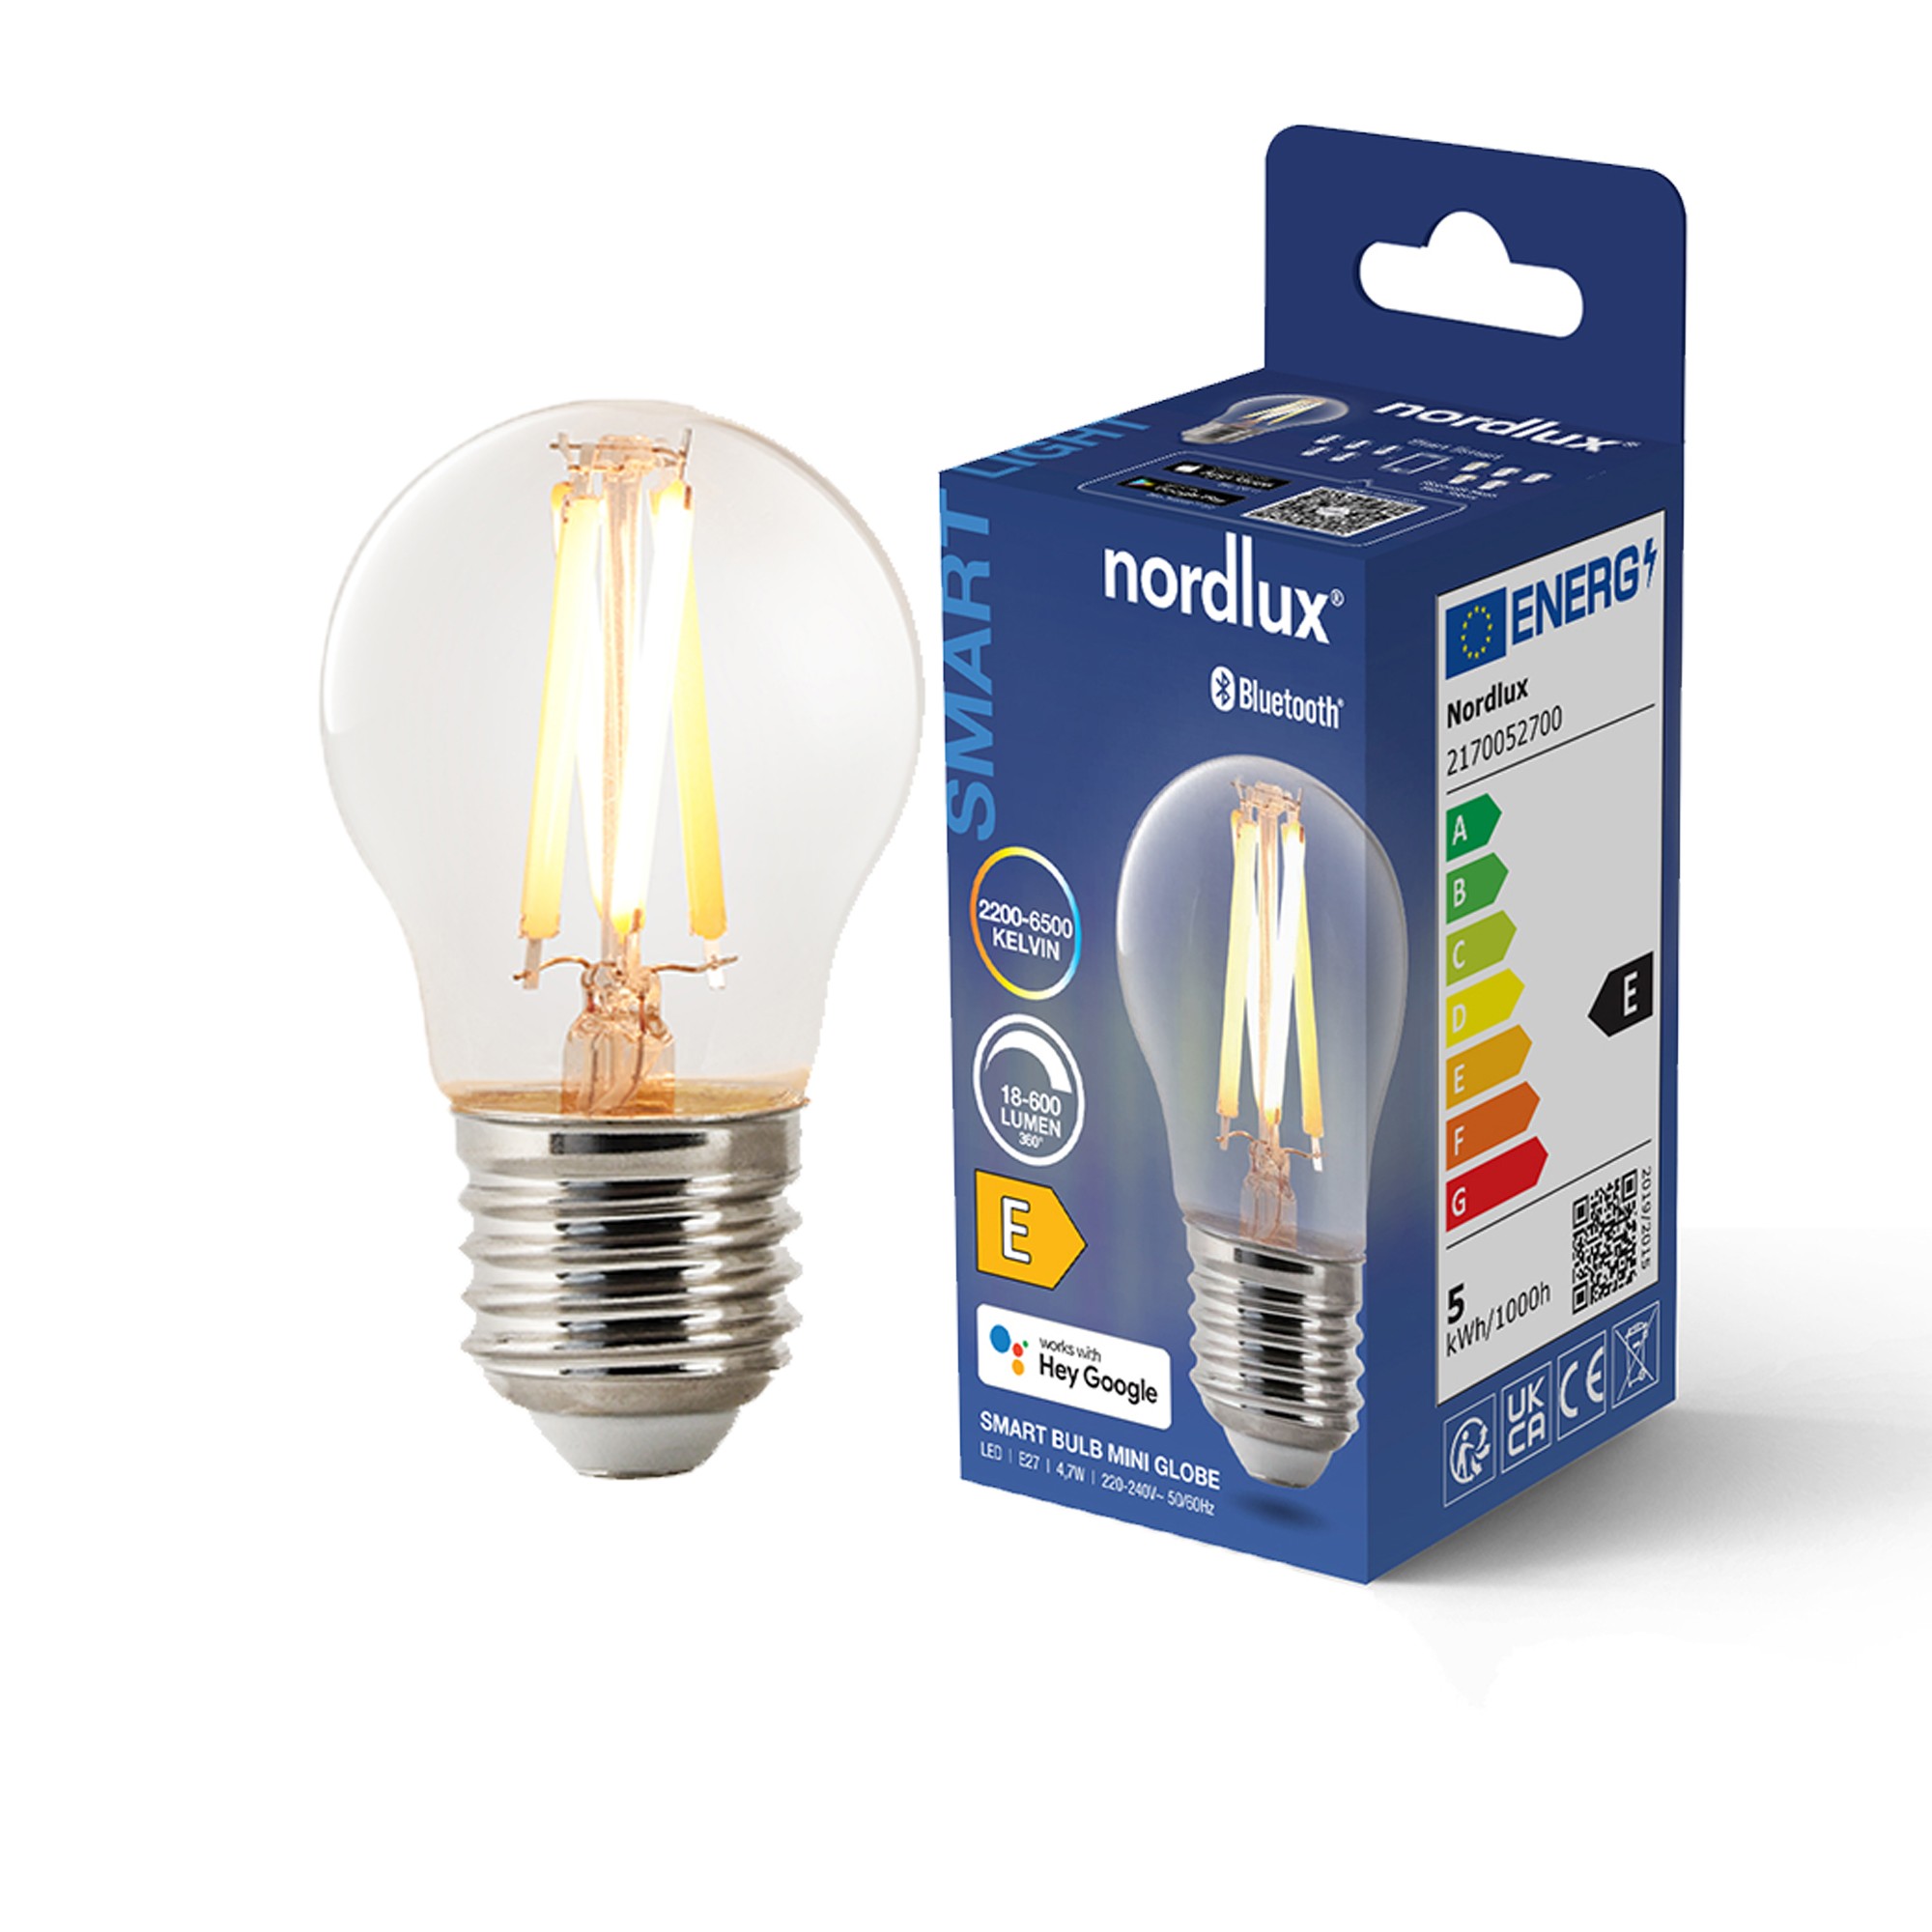 nordlux®
Google Play
SMART LIGHT
nordlux®
Bluetooth®
2200-6500
KELVIN
18-600
LUMEN
360°
E
works with
Hey Google
SMART BULB MINI GLOBE
LED | E27 | 4,7W | 220-240V~ 50/60Hz
ENERG
Nordlux
2170052700
A
B
C
D
E
F
G
E
2019/2015
5
kWh/1000h
UK
CA
CE